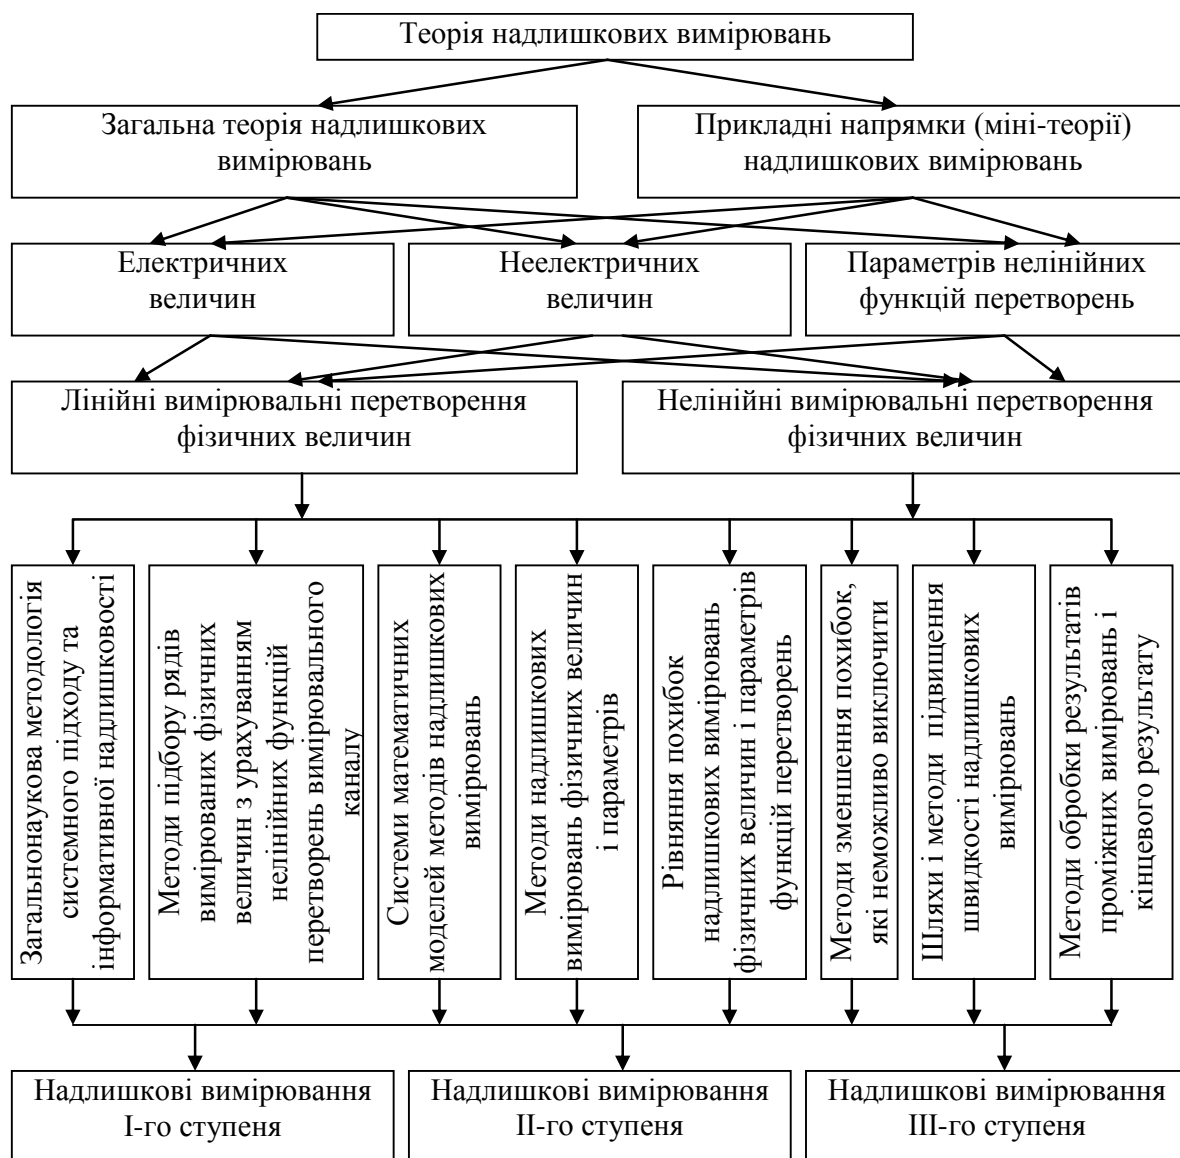 Теорія надлишкових вимірювань
Загальна теорія надлишкових
вимірювань
Прикладні напрямки (міні-теорії)
надлишкових вимірювань
Електричних
величин
Неелектричних
величин
Параметрів нелінійних
функцій перетворень
Лінійні вимірювальні перетворення
фізичних величин
Нелінійні вимірювальні перетворення
фізичних величин
Загальнонаукова методологія
системного підходу та
інформативної надлишковості
Методи підбору рядів
вимірюваних фізичних
величин з урахуванням
нелінійних функцій
перетворень вимірювального
каналу
Системи математичних
моделей методів надлишкових
вимірювань
Методи надлишкових
вимірювань фізичних величин
і параметрів
Рівняння похибок
надлишкових вимірювань
фізичних величин і параметрів
функцій перетворень
Методи зменшення похибок,
які неможливо виключити
Шляхи і методи підвищення
швидкості надлишкових
вимірювань
Методи обробки результатів
проміжних вимірювань і
кінцевого результату
Надлишкові вимірювання
І-го ступеня
Надлишкові вимірювання
ІІ-го ступеня
Надлишкові вимірювання
ІІІ-го ступеня